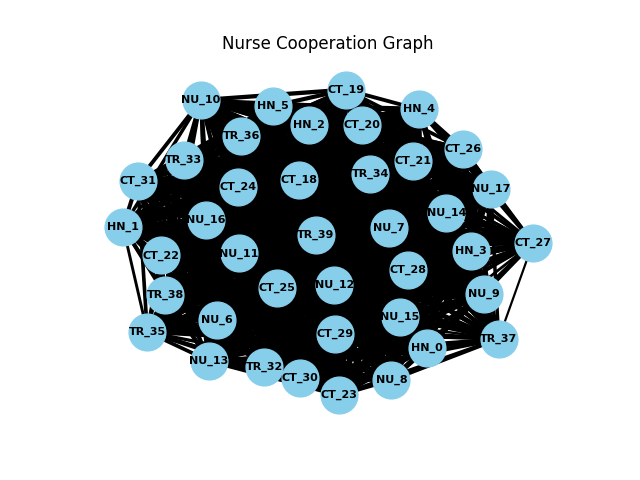 Nurse Cooperation Graph
CT_19
NU_10
HN_5
HN_4
HN_2
CT_20
TR_36
CT_26
TR_33
CT_21
TR_34
CT_18
CT_31
CT_24
NU_17
NU_14
NU_16
HN_1
NU_7
TR_39
CT_27
HN_3
NU_11
CT_22
CT_28
NU_12
CT_25
NU_9
TR_38
NU_15
NU_6
TR_35
CT_29
TR_37
HN_0
NU_13
TR_32
CT_30
NU_8
CT_23